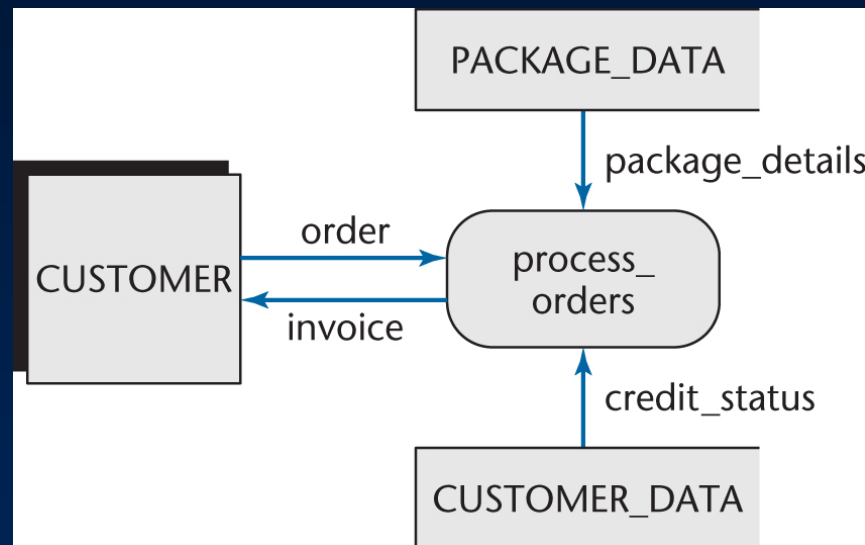 PACKAGE_DATA
package_details
order
CUSTOMER
process_
orders
invoice
credit_status
CUSTOMER_DATA